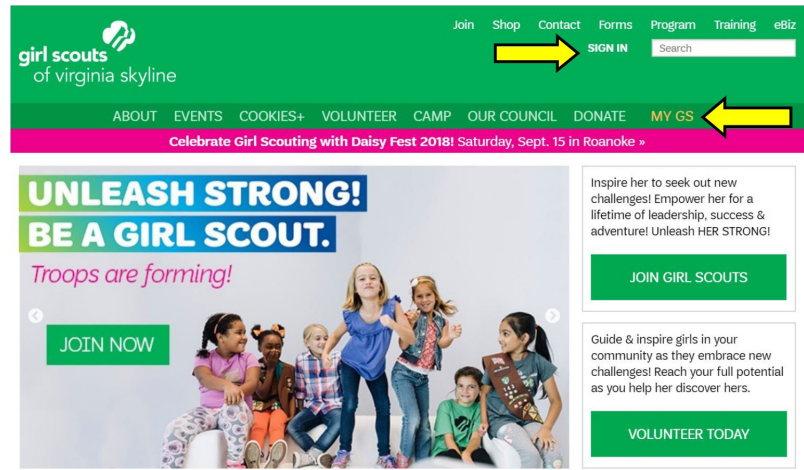 Join Shop Contact Forms Program Training eBiz
girl scouts
of virginia skyline
SIGN IN Search
ABOUT EVENTS COOKIES+ VOLUNTEER CAMP OUR COUNCIL DONATE MY GS
Celebrate Girl Scouting with Daisy Fest 2018! Saturday, Sept. 15 in Roanoke »
UNLEASH STRONG!
BE A GIRL SCOUT.
Troops are forming!
JOIN NOW
Inspire her to seek out new
challenges! Empower her for a
lifetime of leadership, success &
adventure! Unleash HER STRONG!
JOIN GIRL SCOUTS
Guide & inspire girls in your
community as they embrace new
challenges! Reach your full potential
as you help her discover hers.
VOLUNTEER TODAY